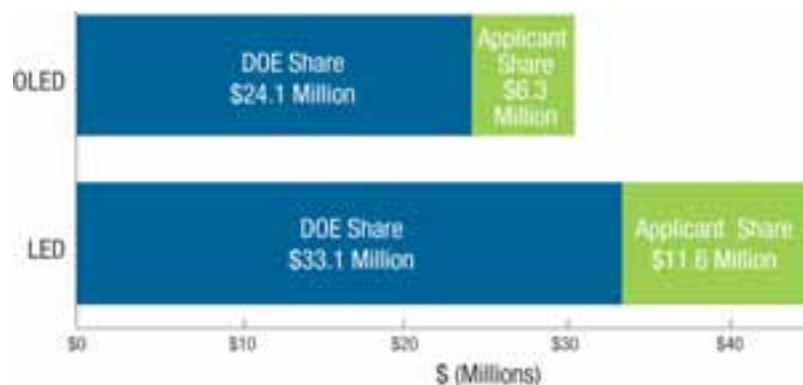 OLED
DOE Share
$24.1 Million
Applicant
Share
$6.3
Million
LED
DOE Share
$33.1 Million
Applicant Share
$11.6 Million
$0
$10
$20
$30
$40
$ (Millions)